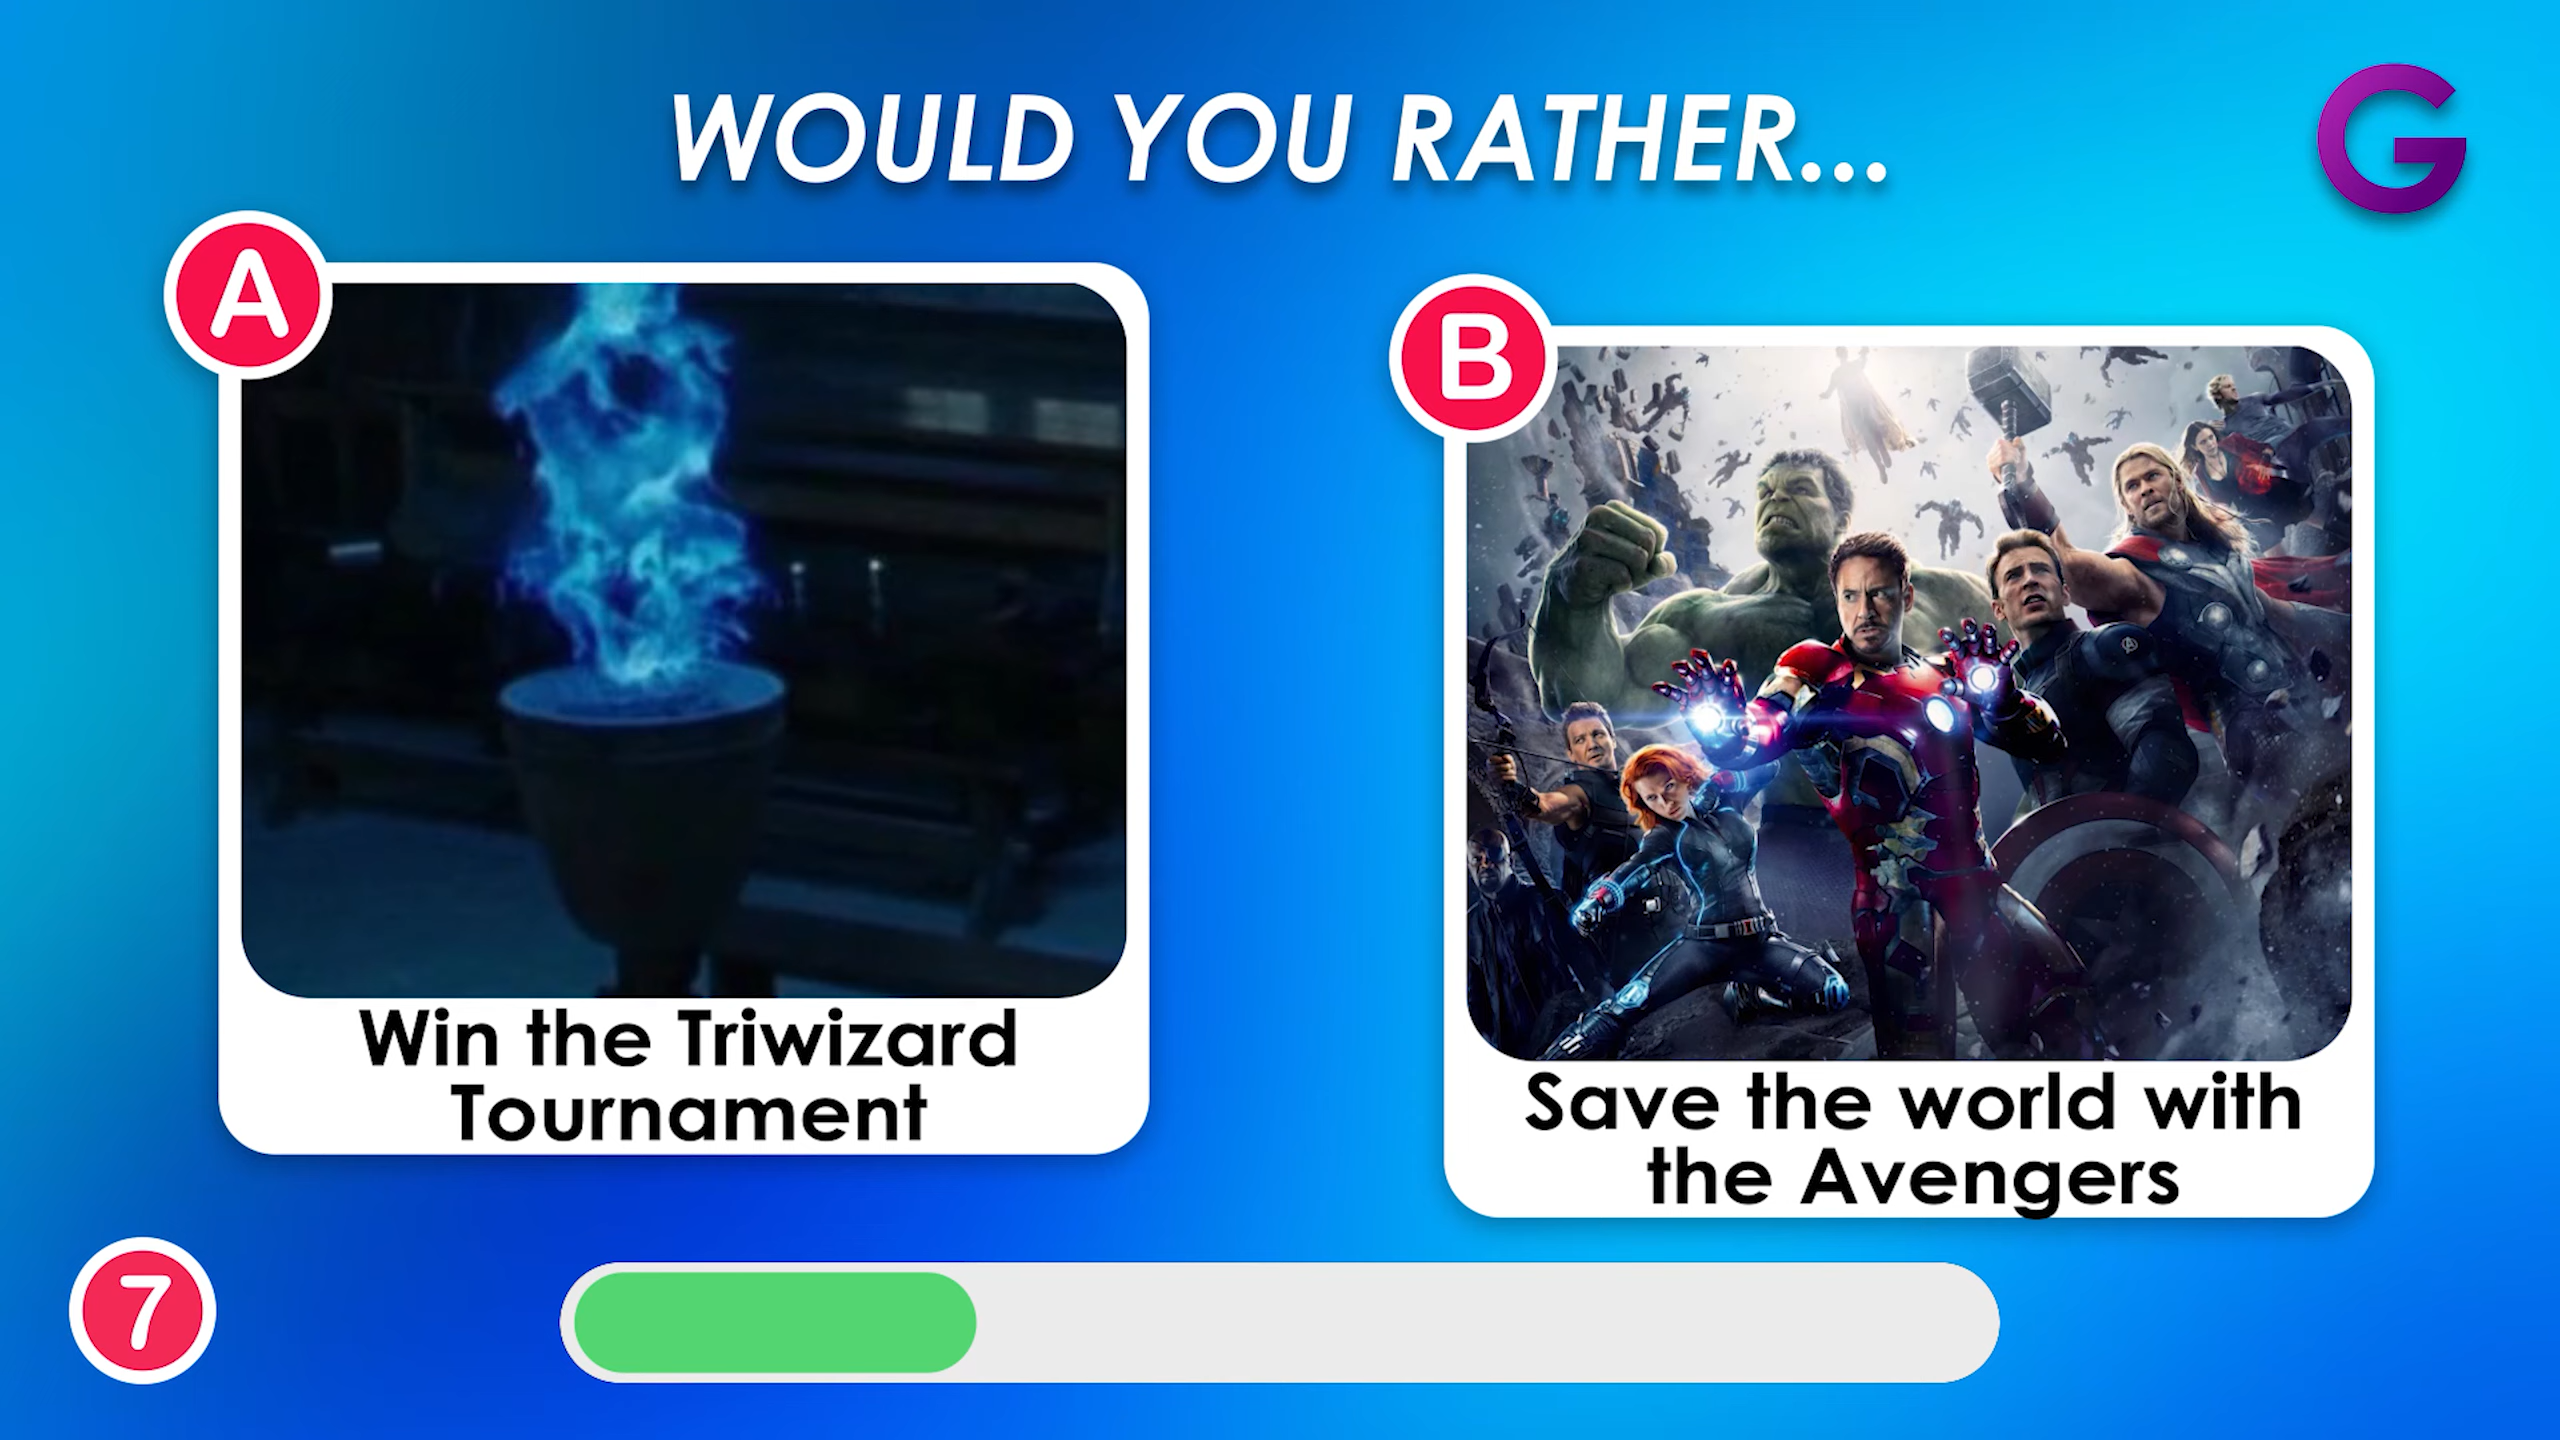 WOULD YOU RATHER...
G
A
B
Win the Triwizard
Tournament
Save the world with
the Avengers
7